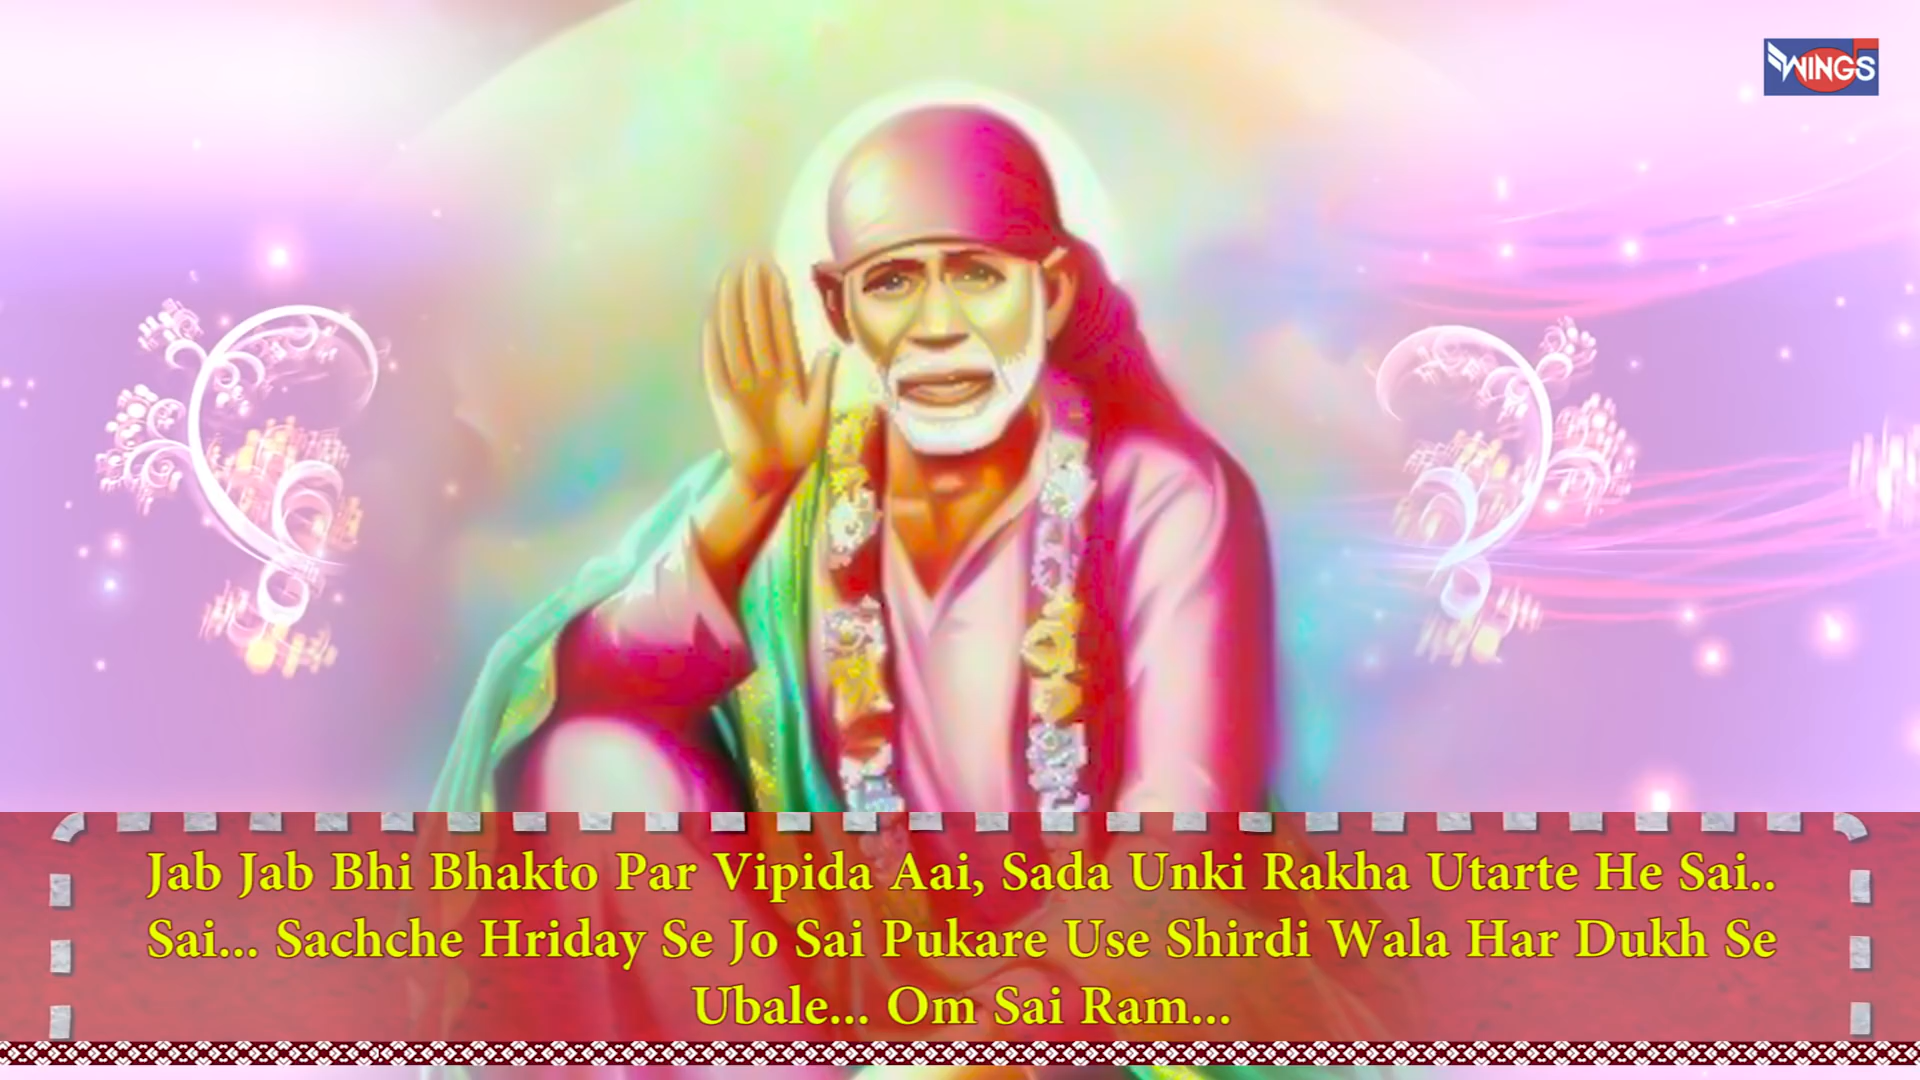 WINGS
Jab Jab Bhi Bhakto Par Vipida Aai, Sada Unki Rakha Utarte He Sai..
Sai... Sachche Hriday Se Jo Sai Pukare Use Shirdi Wala Har Dukh Se
Ubale... Om Sai Ram...